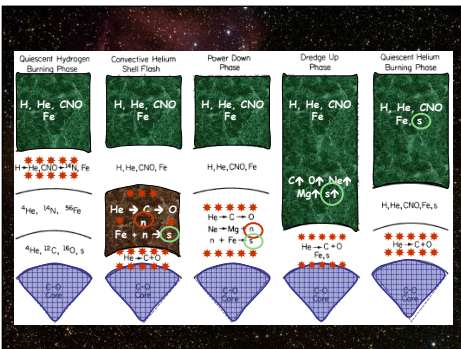 Quiescent Hydrogen
Burning Phase
H, He, CNO
Fe
H→He,CNO→¹⁴N, Fe
⁴He, ¹⁴N, ⁵⁶Fe
⁴He, ¹²C, ¹⁶O, s
C-O
Core
Convective Helium
Shell Flash
H, He, CNO
Fe
H,He,CNO,Fe
He → C → O
n
Fe + n → s
He→C+O
C-O
Core
Power Down
Phase
H, He, CNO
Fe
H,He,CNO,Fe
He→C→O
Ne→Mg+n
n + Fe→s
C-O
Core
Dredge Up
Phase
H, He, CNO
Fe
C↑ O↑ Ne↑
Mg↑ s↑
He→C+O
Fe,s
C-O
Core
Quiescent Helium
Burning Phase
H, He, CNO
Fe,s
H,He,CNO,Fe,s
He→C+O
C-O
Core